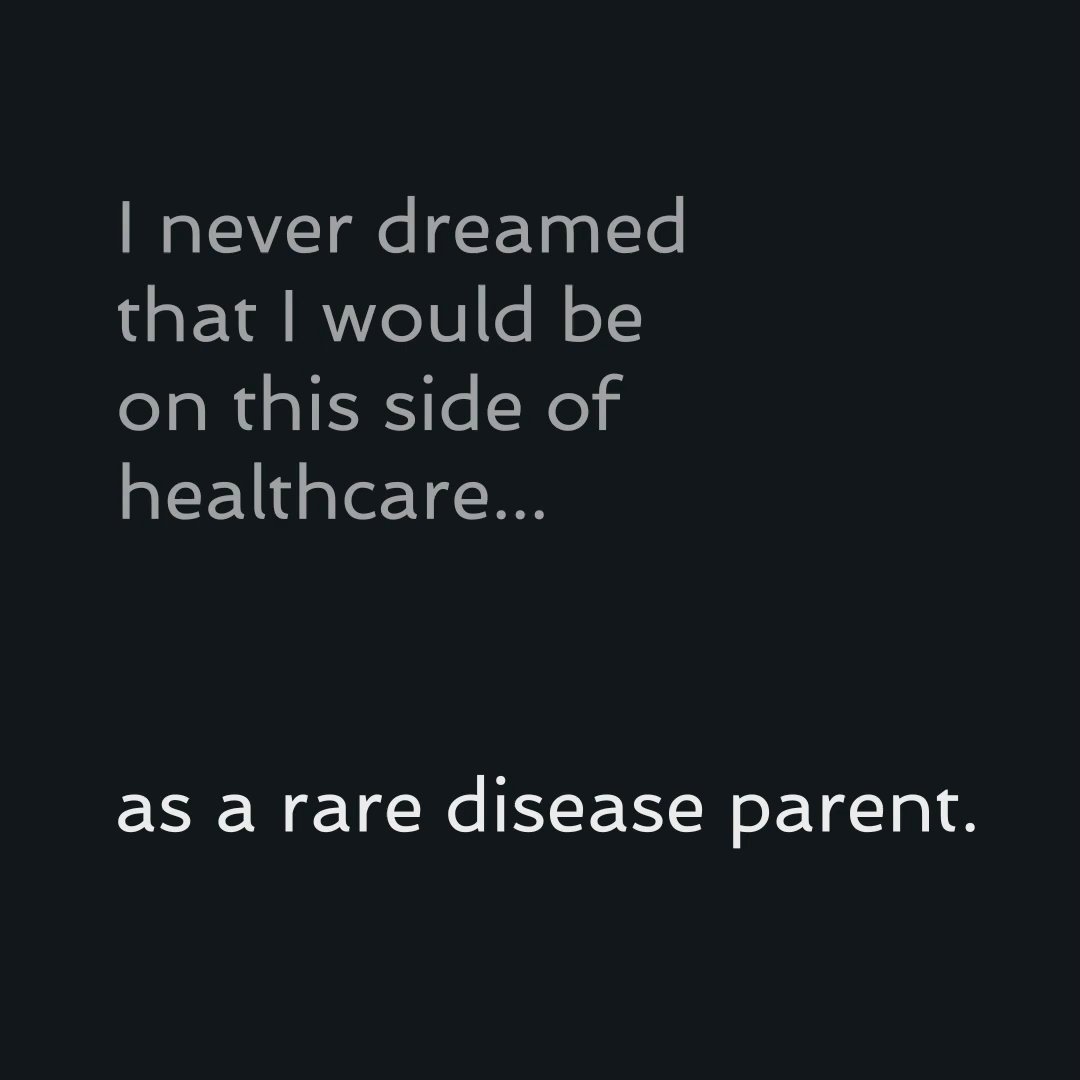 I never dreamed
that I would be
on this side of
healthcare...
as a rare disease parent.